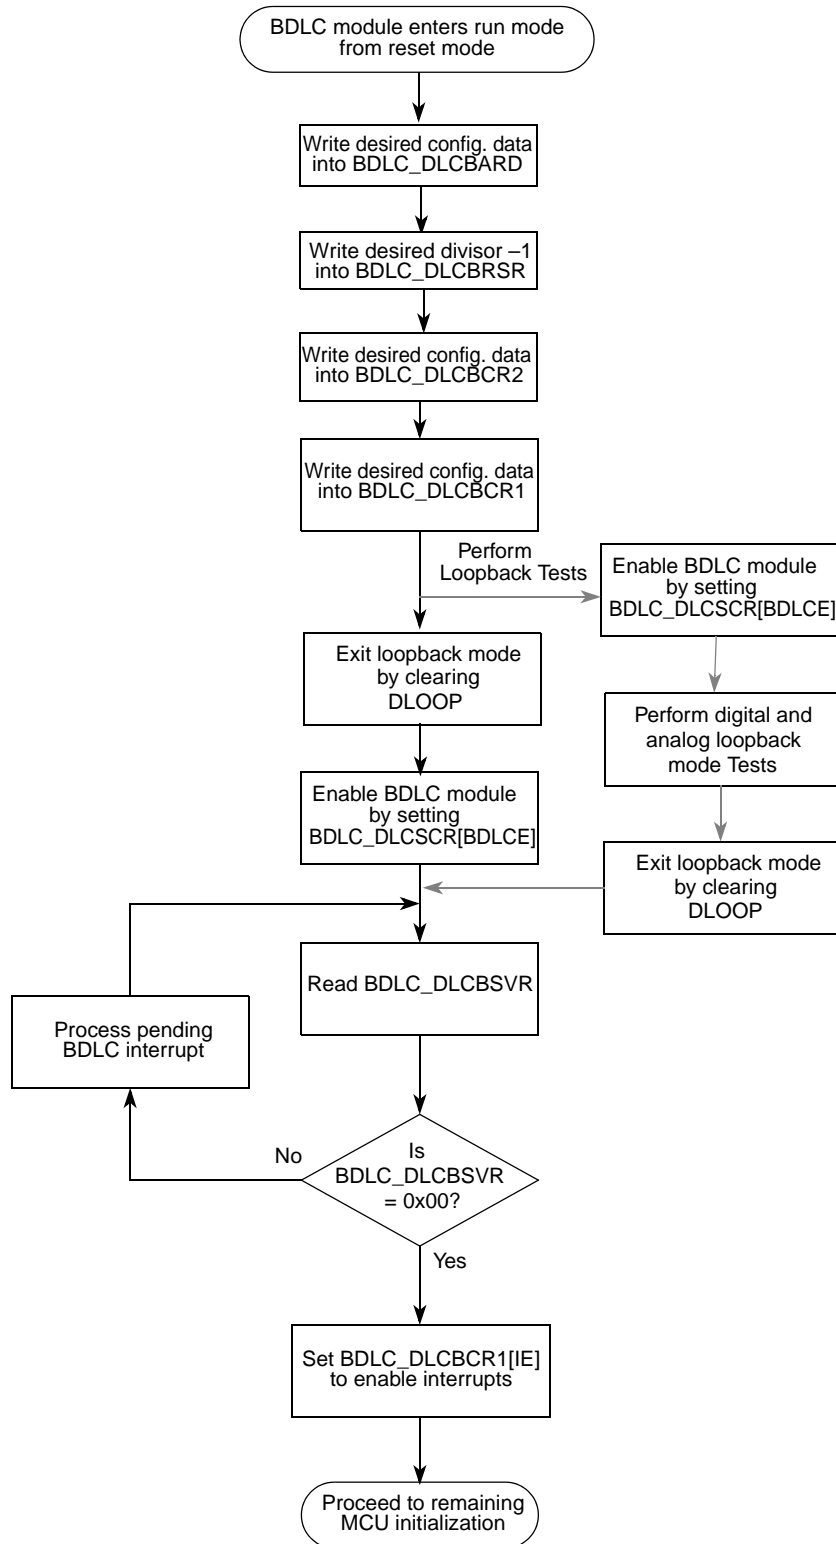 BDLC module enters run mode
from reset mode
Write desired config. data
into BDLC_DLCBARD
Write desired divisor –1
into BDLC_DLCBRSR
Write desired config. data
into BDLC_DLCBCR2
Write desired config. data
into BDLC_DLCBCR1
Perform
Loopback Tests
Enable BDLC module
by setting
BDLC_DLCSCR[BDLCE]
Exit loopback mode
by clearing
DLOOP
Perform digital and
analog loopback
mode Tests
Enable BDLC module
by setting
BDLC_DLCSCR[BDLCE]
Exit loopback mode
by clearing
DLOOP
Read BDLC_DLCBSVR
Process pending
BDLC interrupt
No
Is
BDLC_DLCBSVR
= 0x00?
Yes
Set BDLC_DLCBCR1[IE]
to enable interrupts
Proceed to remaining
MCU initialization